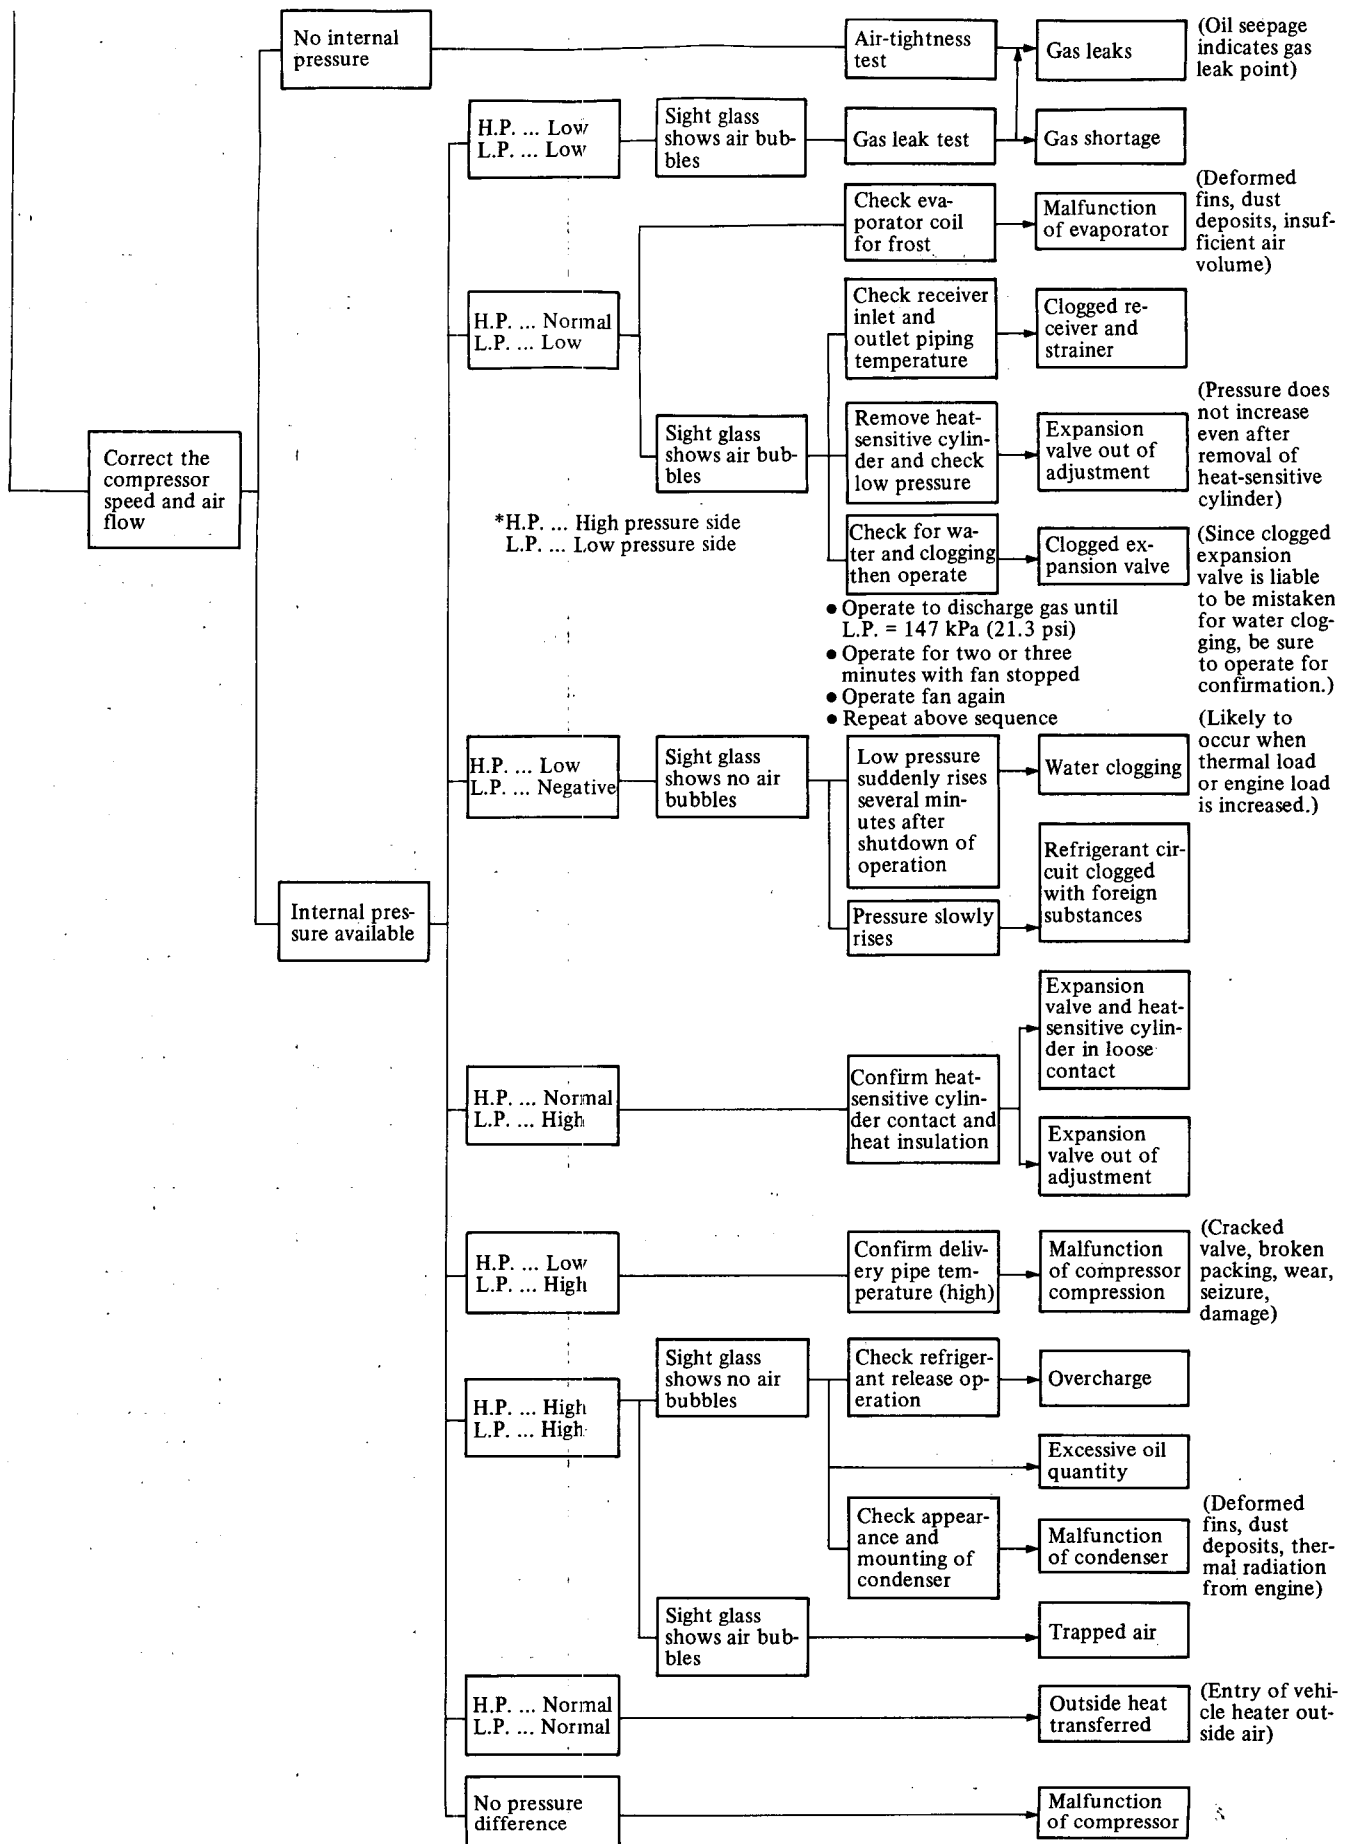 No internal
pressure
Air-tightness
test
Gas leaks
(Oil seepage
indicates gas
leak point)
H.P. ... Low
L.P. ... Low
Sight glass
shows air bub-
bles
Gas leak test
Gas shortage
Check eva-
porator coil
for frost
Malfunction
of evaporator
(Deformed
fins, dust
deposits, insuf-
ficient air
volume)
H.P. ... Normal
L.P. ... Low
Check receiver
inlet and
outlet piping
temperature
Clogged re-
ceiver and
strainer
Correct the
compressor
speed and air
flow
Sight glass
shows air bub-
bles
Remove heat-
sensitive cylin-
der and check
low pressure
Expansion
valve out of
adjustment
(Pressure does
not increase
even after
removal of
heat-sensitive
cylinder)
*H.P. ... High pressure side
L.P. ... Low pressure side
Check for wa-
ter and clogging
then operate
Clogged ex-
pansion valve
(Since clogged
expansion
valve is liable
to be mistaken
for water clog-
ging, be sure
to operate for
confirmation.)
• Operate to discharge gas until
L.P. = 147 kPa (21.3 psi)
• Operate for two or three
minutes with fan stopped
• Operate fan again
• Repeat above sequence
H.P. ... Low
L.P. ... Negative
Sight glass
shows no air
bubbles
Low pressure
suddenly rises
several min-
utes after
shutdown of
operation
Water clogging
(Likely to
occur when
thermal load
or engine load
is increased.)
Internal pres-
sure available
Pressure slowly
rises
Refrigerant cir-
cuit clogged
with foreign
substances
H.P. ... Normal
L.P. ... High
Confirm heat-
sensitive cylin-
der contact and
heat insulation
Expansion
valve and heat-
sensitive cylin-
der in loose
contact
Expansion
valve out of
adjustment
H.P. ... Low
L.P. ... High
Confirm deliv-
ery pipe tem-
perature (high)
Malfunction
of compressor
compression
(Cracked
valve, broken
packing, wear,
seizure,
damage)
H.P. ... High
L.P. ... High
Sight glass
shows no air
bubbles
Check refriger-
ant release op-
eration
Overcharge
Excessive oil
quantity
Check appear-
ance and
mounting of
condenser
Malfunction
of condenser
(Deformed
fins, dust
deposits, ther-
mal radiation
from engine)
Sight glass
shows air bub-
bles
Trapped air
H.P. ... Normal
L.P. ... Normal
Outside heat
transferred
(Entry of vehi-
cle heater out-
side air)
No pressure
difference
Malfunction
of compressor